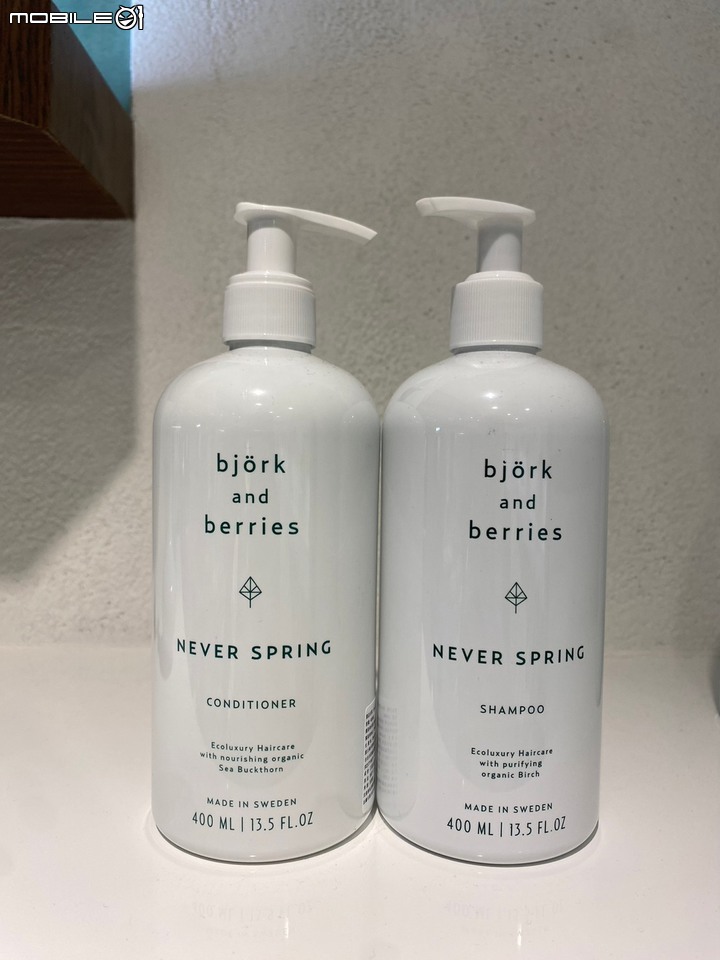 MOBILE01
björk
and
berries
NEVER SPRING
CONDITIONER
Ecoluxury Haircare
with nourishing organic
Sea Buckthorn
MADE IN SWEDEN
400 ML | 13.5 FL.OZ
björk
and
berries
NEVER SPRING
SHAMPOO
Ecoluxury Haircare
with purifying
organic Birch
MADE IN SWEDEN
400 ML | 13.5 FL.OZ